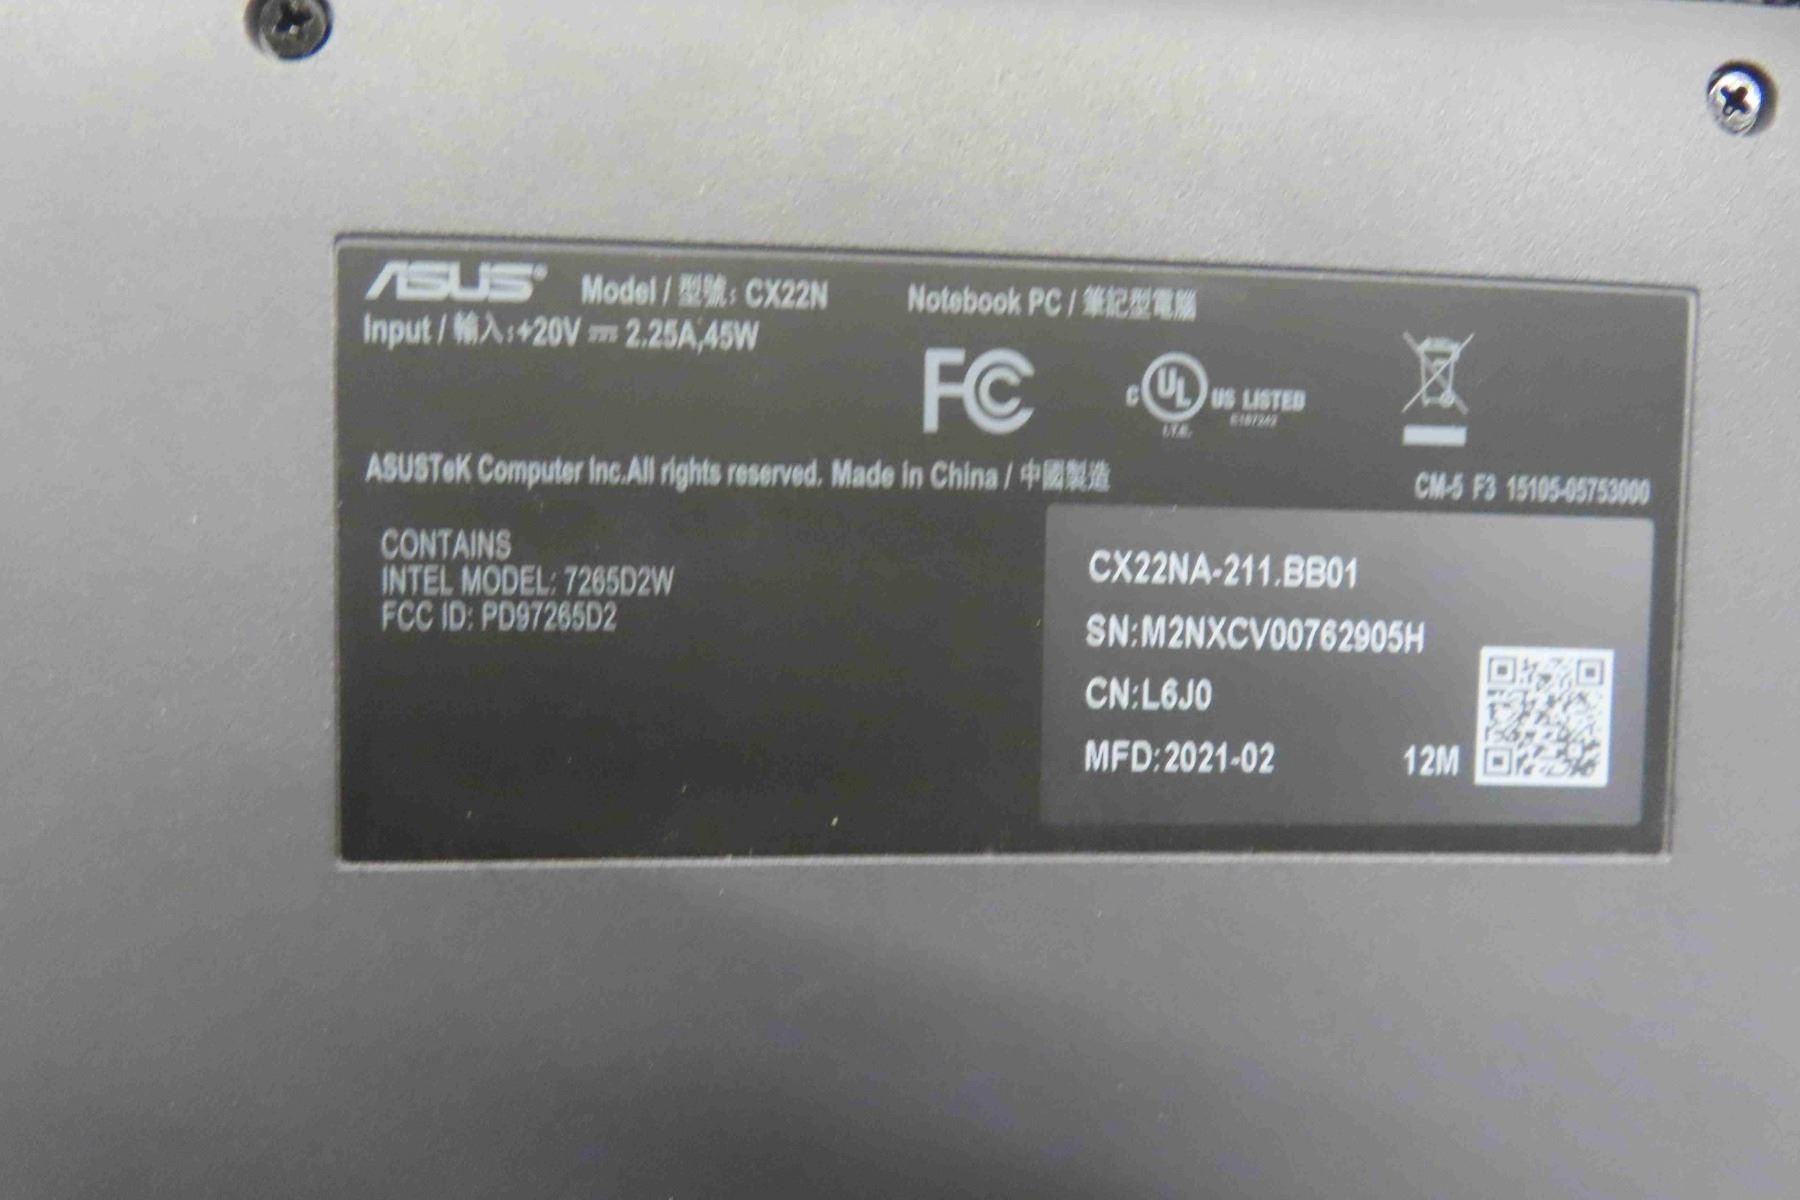 ASUS Model / 型號: CX22N Notebook PC / 筆記型電腦
Input / 輸入:+20V ⎓ 2.25A,45W
FC
c UL US LISTED
I.T.E. E187242
ASUSTeK Computer Inc.All rights reserved. Made in China / 中國製造
CM-5 F3 15105-05753000
CONTAINS
INTEL MODEL: 7265D2W
FCC ID: PD97265D2
CX22NA-211.BB01
SN:M2NXCV00762905H
CN:L6J0
MFD:2021-02 12M